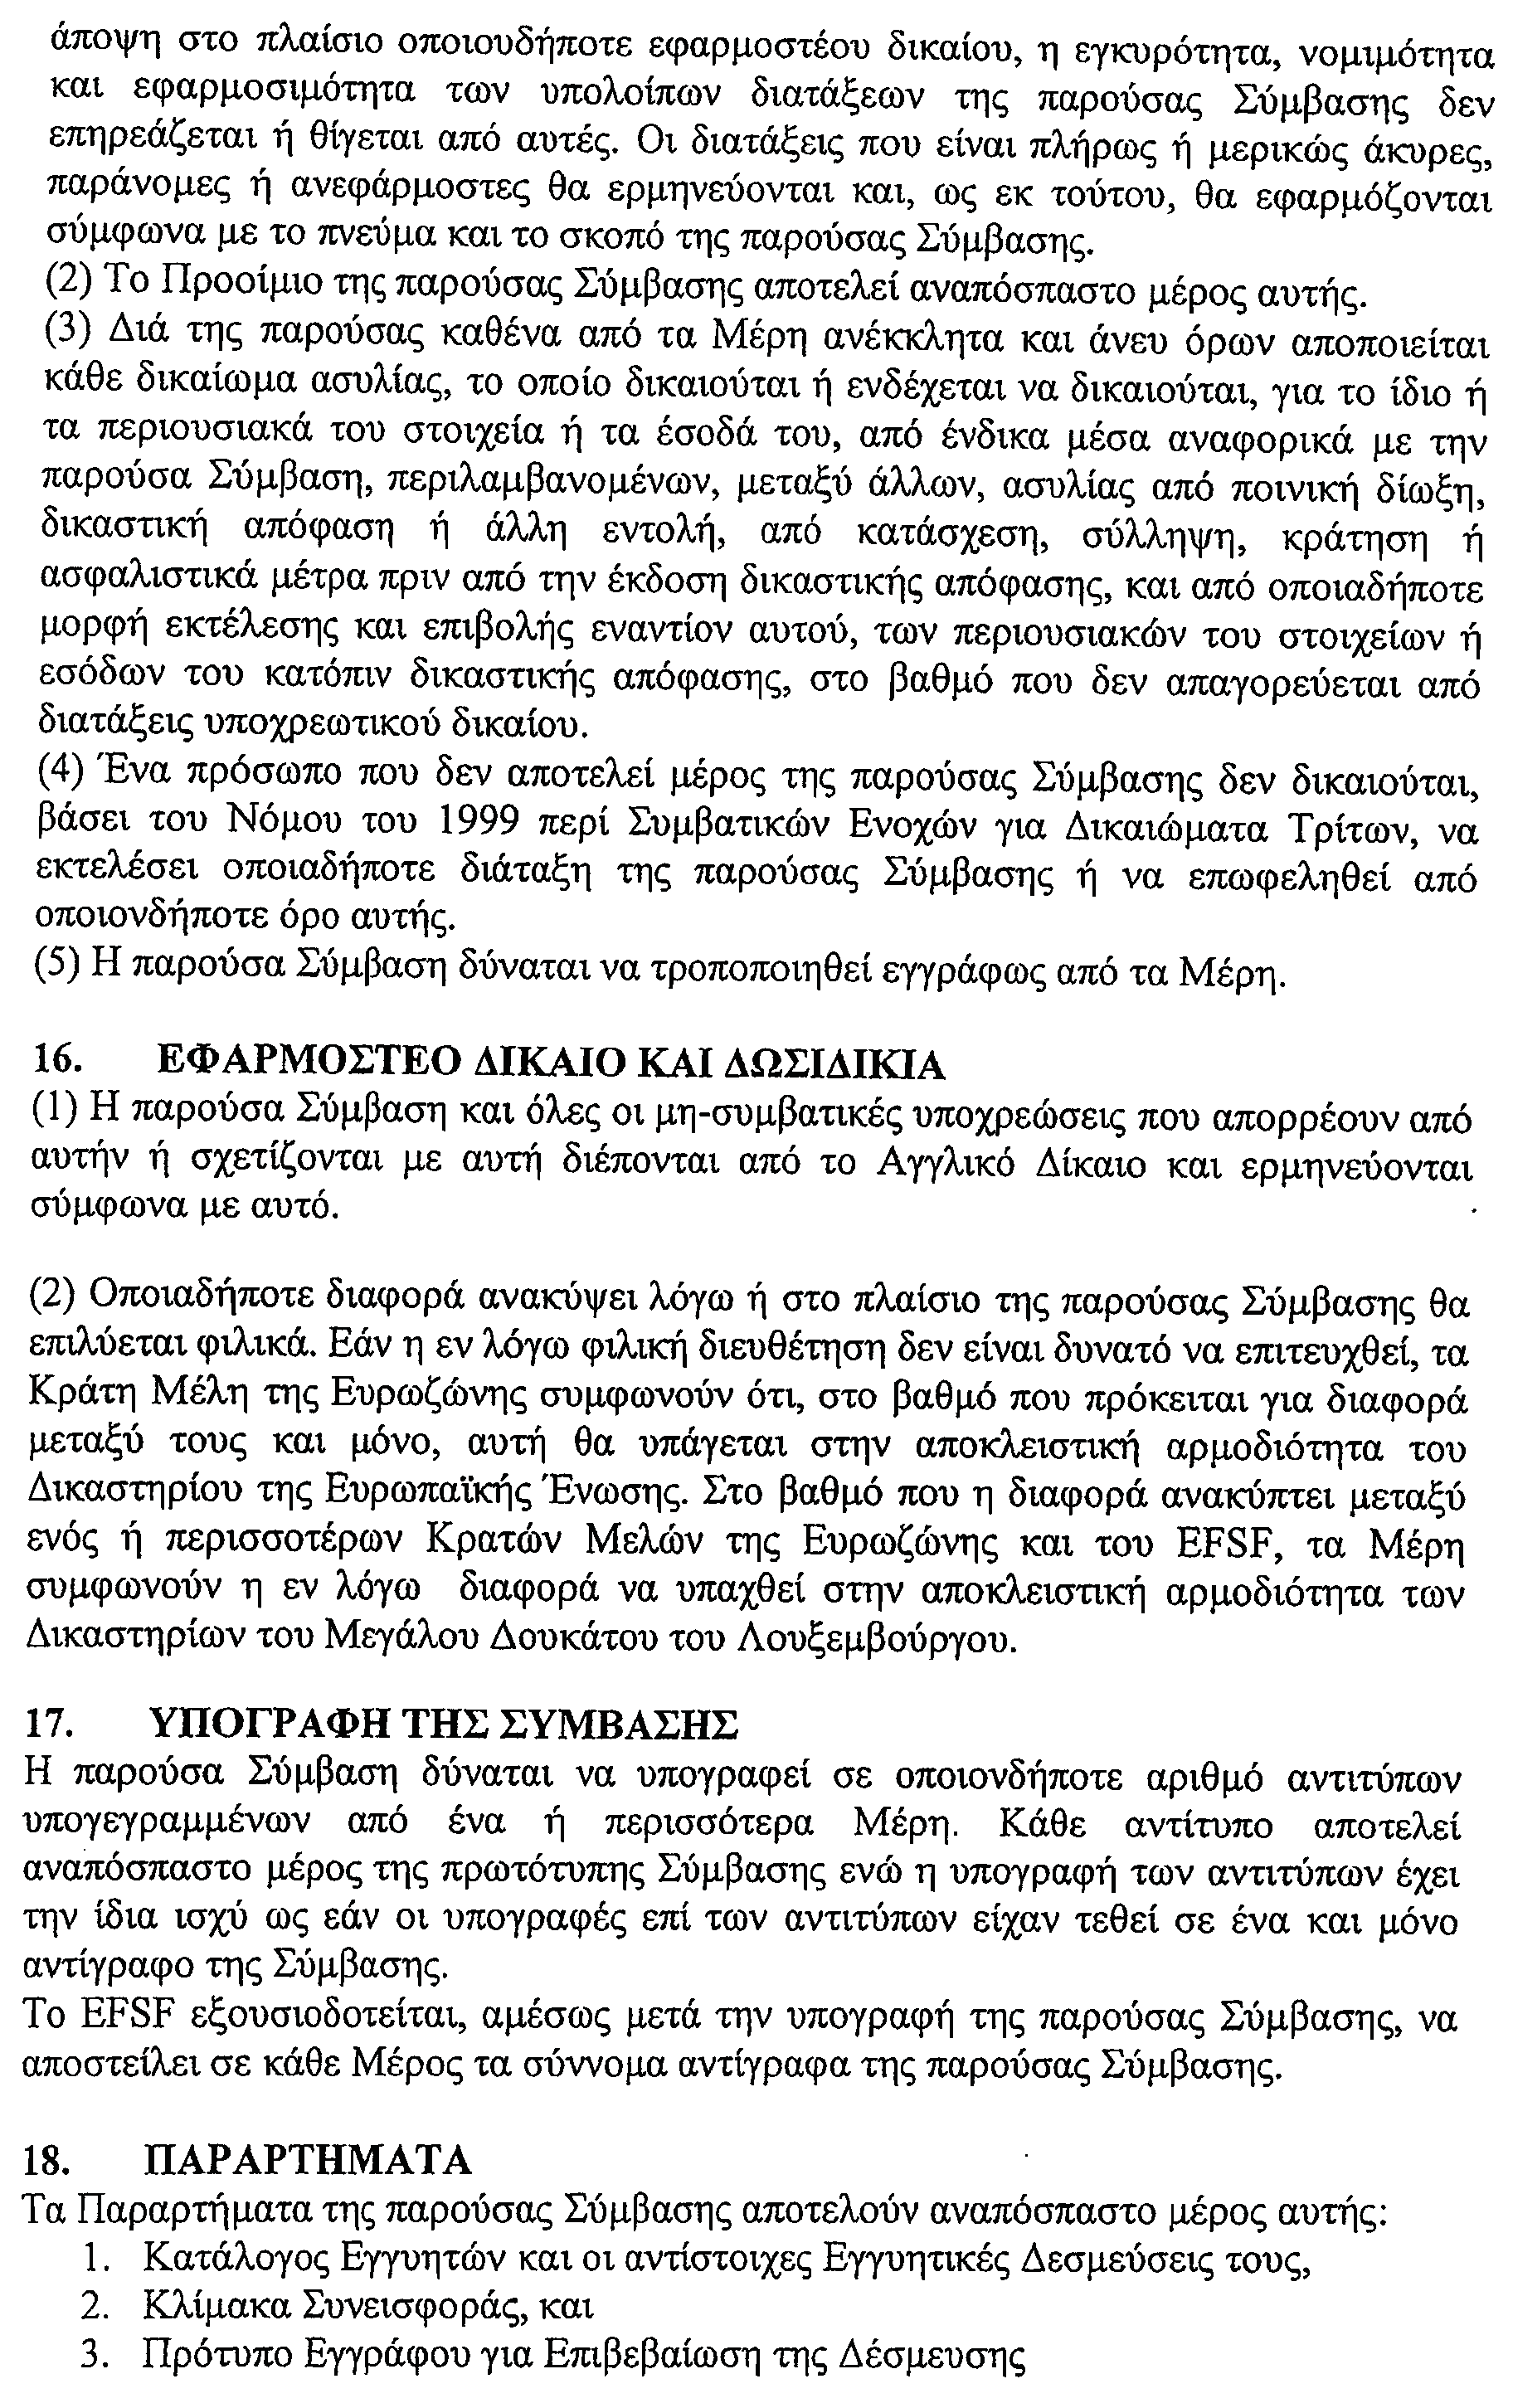 άποψη στο πλαίσιο οποιουδήποτε εφαρμοστέου δικαίου, η εγκυρότητα, νομιμότητα
και εφαρμοσιμότητα των υπολοίπων διατάξεων της παρούσας Σύμβασης δεν
επηρεάζεται ή θίγεται από αυτές. Οι διατάξεις που είναι πλήρως ή μερικώς άκυρες,
παράνομες ή ανεφάρμοστες θα ερμηνεύονται και, ως εκ τούτου, θα εφαρμόζονται
σύμφωνα με το πνεύμα και το σκοπό της παρούσας Σύμβασης.
(2) Το Προοίμιο της παρούσας Σύμβασης αποτελεί αναπόσπαστο μέρος αυτής.
(3) Διά της παρούσας καθένα από τα Μέρη ανέκκλητα και άνευ όρων αποποιείται
κάθε δικαίωμα ασυλίας, το οποίο δικαιούται ή ενδέχεται να δικαιούται, για το ίδιο ή
τα περιουσιακά του στοιχεία ή τα έσοδά του, από ένδικα μέσα αναφορικά με την
παρούσα Σύμβαση, περιλαμβανομένων, μεταξύ άλλων, ασυλίας από ποινική δίωξη,
δικαστική απόφαση ή άλλη εντολή, από κατάσχεση, σύλληψη, κράτηση ή
ασφαλιστικά μέτρα πριν από την έκδοση δικαστικής απόφασης, και από οποιαδήποτε
μορφή εκτέλεσης και επιβολής εναντίον αυτού, των περιουσιακών του στοιχείων ή
εσόδων του κατόπιν δικαστικής απόφασης, στο βαθμό που δεν απαγορεύεται από
διατάξεις υποχρεωτικού δικαίου.
(4) Ένα πρόσωπο που δεν αποτελεί μέρος της παρούσας Σύμβασης δεν δικαιούται,
βάσει του Νόμου του 1999 περί Συμβατικών Ενοχών για Δικαιώματα Τρίτων, να
εκτελέσει οποιαδήποτε διάταξη της παρούσας Σύμβασης ή να επωφεληθεί από
οποιονδήποτε όρο αυτής.
(5) Η παρούσα Σύμβαση δύναται να τροποποιηθεί εγγράφως από τα Μέρη.
16. ΕΦΑΡΜΟΣΤΕΟ ΔΙΚΑΙΟ ΚΑΙ ΔΩΣΙΔΙΚΙΑ
(1) Η παρούσα Σύμβαση και όλες οι μη-συμβατικές υποχρεώσεις που απορρέουν από
αυτήν ή σχετίζονται με αυτή διέπονται από το Αγγλικό Δίκαιο και ερμηνεύονται
σύμφωνα με αυτό.
(2) Οποιαδήποτε διαφορά ανακύψει λόγω ή στο πλαίσιο της παρούσας Σύμβασης θα
επιλύεται φιλικά. Εάν η εν λόγω φιλική διευθέτηση δεν είναι δυνατό να επιτευχθεί, τα
Κράτη Μέλη της Ευρωζώνης συμφωνούν ότι, στο βαθμό που πρόκειται για διαφορά
μεταξύ τους και μόνο, αυτή θα υπάγεται στην αποκλειστική αρμοδιότητα του
Δικαστηρίου της Ευρωπαϊκής Ένωσης. Στο βαθμό που η διαφορά ανακύπτει μεταξύ
ενός ή περισσοτέρων Κρατών Μελών της Ευρωζώνης και του EFSF, τα Μέρη
συμφωνούν η εν λόγω διαφορά να υπαχθεί στην αποκλειστική αρμοδιότητα των
Δικαστηρίων του Μεγάλου Δουκάτου του Λουξεμβούργου.
17. ΥΠΟΓΡΑΦΗ ΤΗΣ ΣΥΜΒΑΣΗΣ
Η παρούσα Σύμβαση δύναται να υπογραφεί σε οποιονδήποτε αριθμό αντιτύπων
υπογεγραμμένων από ένα ή περισσότερα Μέρη. Κάθε αντίτυπο αποτελεί
αναπόσπαστο μέρος της πρωτότυπης Σύμβασης ενώ η υπογραφή των αντιτύπων έχει
την ίδια ισχύ ως εάν οι υπογραφές επί των αντιτύπων είχαν τεθεί σε ένα και μόνο
αντίγραφο της Σύμβασης.
Το EFSF εξουσιοδοτείται, αμέσως μετά την υπογραφή της παρούσας Σύμβασης, να
αποστείλει σε κάθε Μέρος τα σύννομα αντίγραφα της παρούσας Σύμβασης.
18. ΠΑΡΑΡΤΗΜΑΤΑ
Τα Παραρτήματα της παρούσας Σύμβασης αποτελούν αναπόσπαστο μέρος αυτής:
1. Κατάλογος Εγγυητών και οι αντίστοιχες Εγγυητικές Δεσμεύσεις τους,
2. Κλίμακα Συνεισφοράς, και
3. Πρότυπο Εγγράφου για Επιβεβαίωση της Δέσμευσης